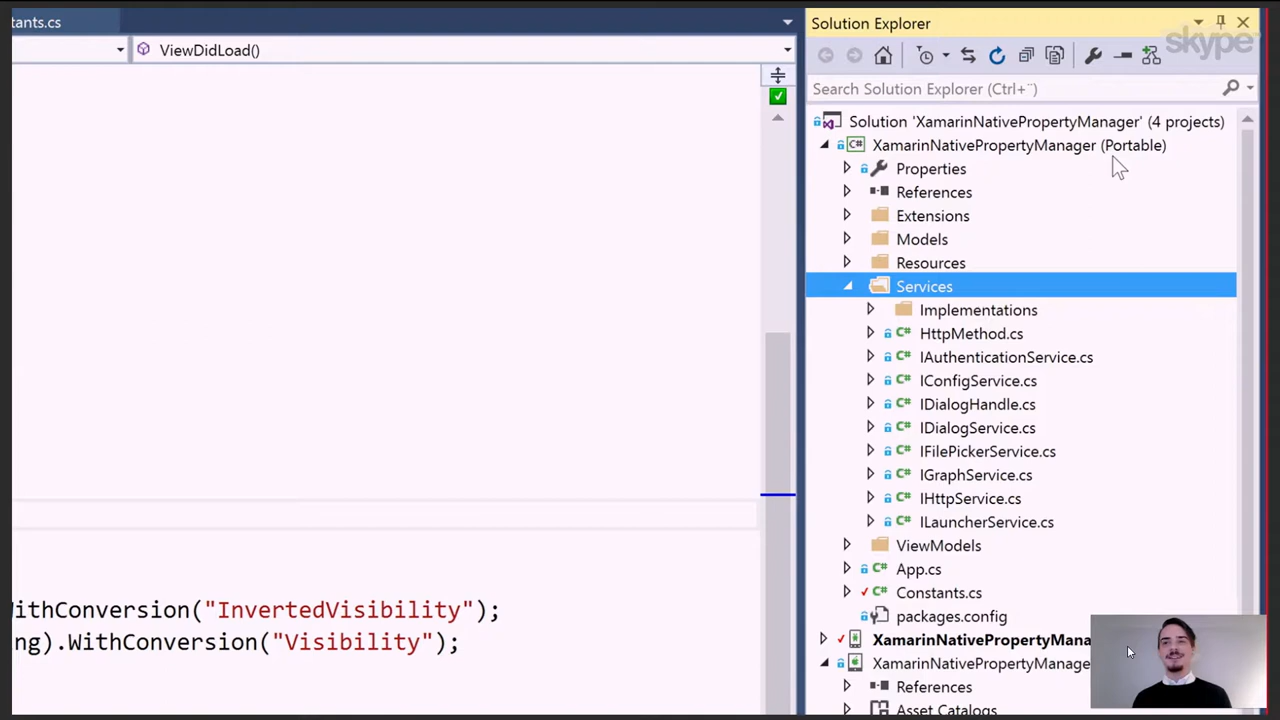 tants.cs
ViewDidLoad()
WithConversion("InvertedVisibility");
ng).WithConversion("Visibility");
Solution Explorer
skype
Search Solution Explorer (Ctrl+¨)
Solution 'XamarinNativePropertyManager' (4 projects)
XamarinNativePropertyManager (Portable)
Properties
References
Extensions
Models
Resources
Services
Implementations
HttpMethod.cs
IAuthenticationService.cs
IConfigService.cs
IDialogHandle.cs
IDialogService.cs
IFilePickerService.cs
IGraphService.cs
IHttpService.cs
ILauncherService.cs
ViewModels
App.cs
Constants.cs
packages.config
XamarinNativePropertyMana
XamarinNativePropertyManage
References
Asset Catalogs